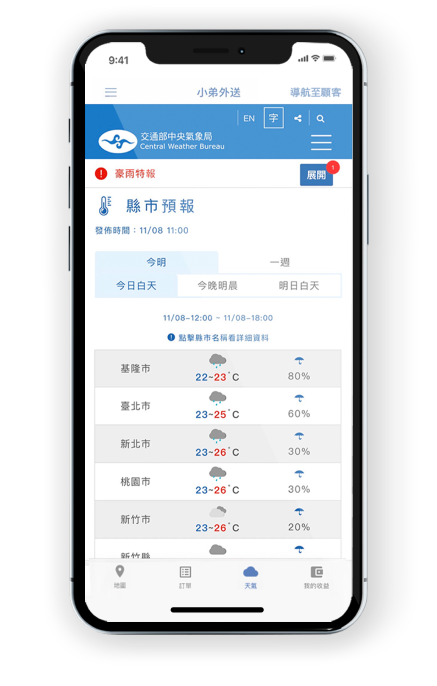 9:41
小弟外送 導航至顧客
EN 字
交通部中央氣象局
Central Weather Bureau
豪雨特報 展開 1
縣市預報
發佈時間：11/08 11:00
今明 一週
今日白天 今晚明晨 明日白天
11/08~12:00 ~ 11/08~18:00
點擊縣市名稱看詳細資料
基隆市 22~23°C 80%
臺北市 23~25°C 60%
新北市 23~26°C 30%
桃園市 23~26°C 30%
新竹市 23~26°C 20%
新竹縣
地圖 訂單 天氣 我的收益